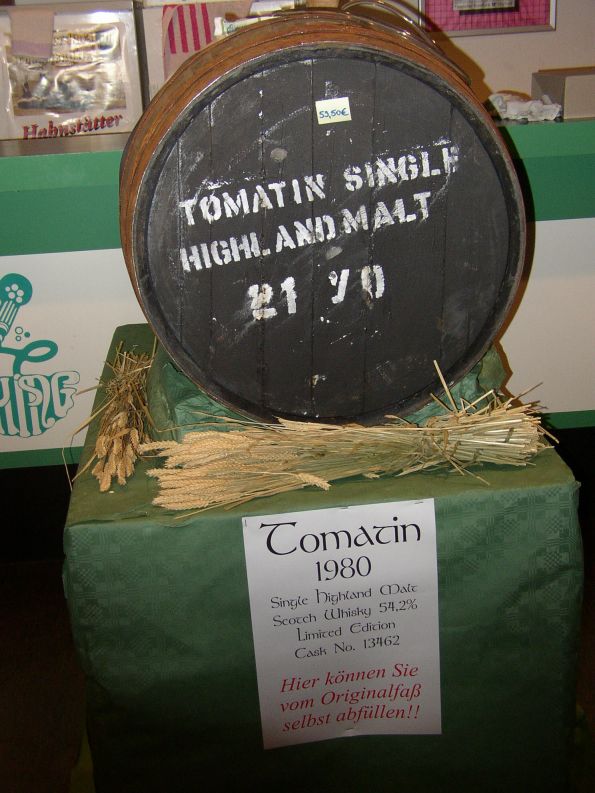 Hahnstätter
53,50€
TOMATIN SINGLE
HIGHLAND MALT
21 YO
Tomatin
1980
Single Highland Malt
Scotch Whisky 54,2%
Limited Edition
Cask No. 13462
Hier können Sie
vom Originalfaß
selbst abfüllen!!